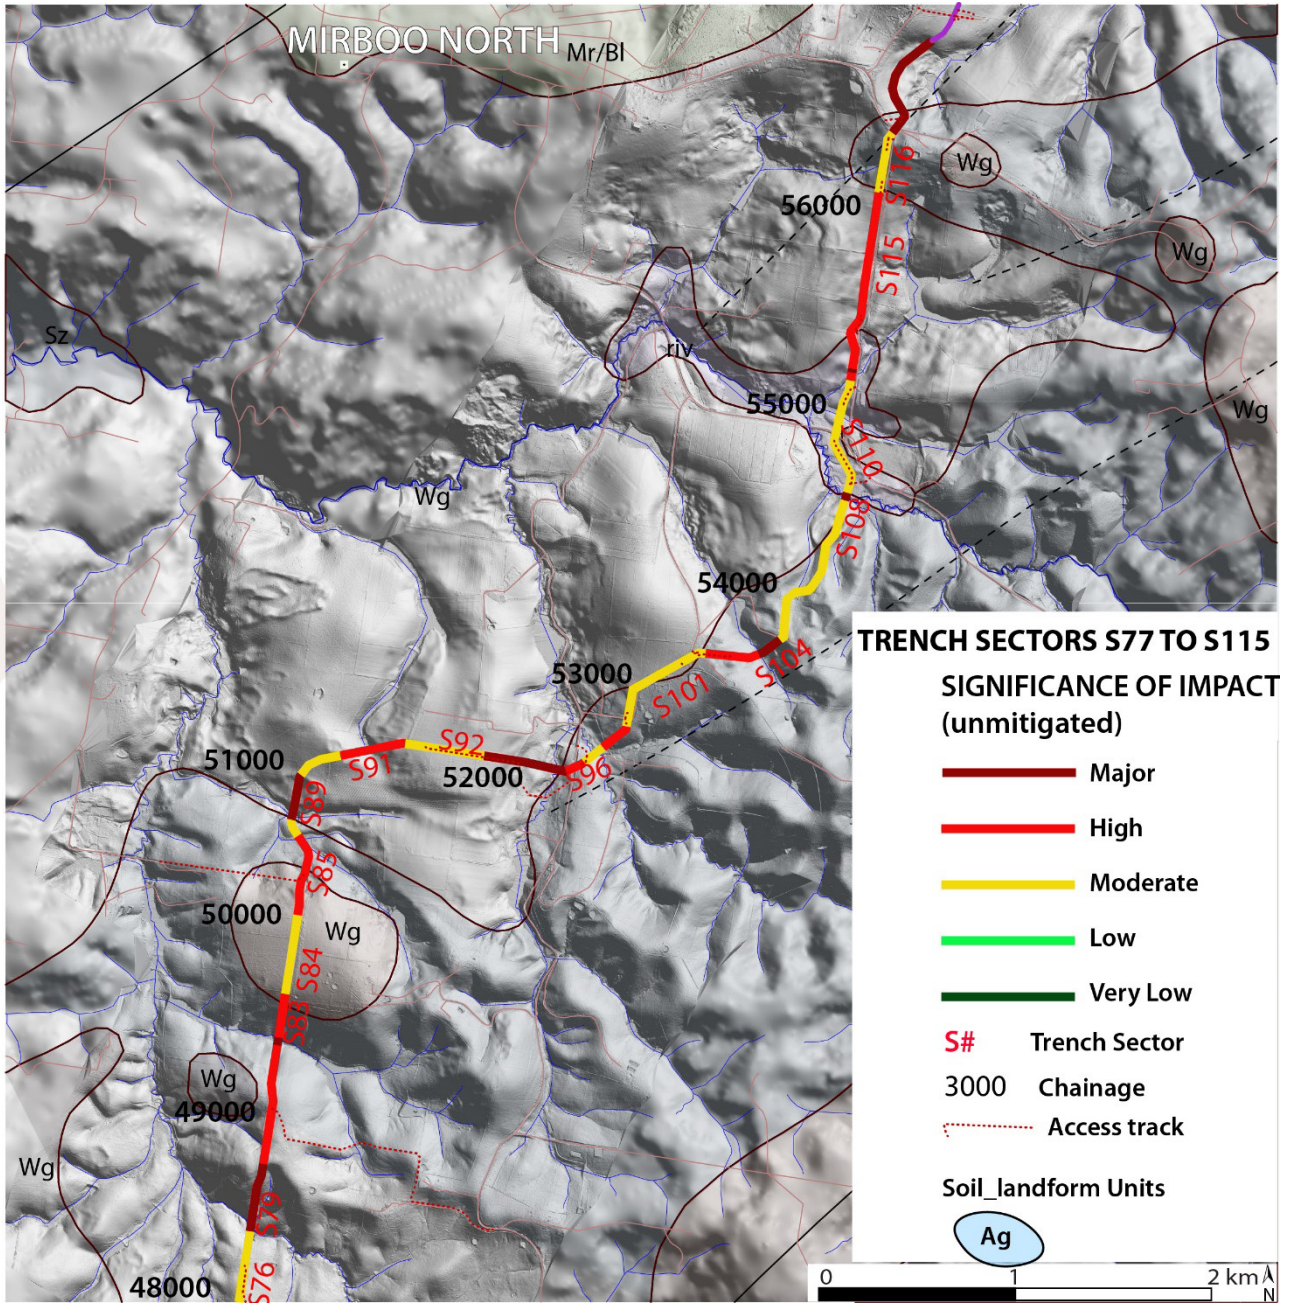 MIRBOO NORTH
Mr/Bl
Wg
S116
56000
Wg
S115
Sz
riv
55000
Wg
S110
Wg
S108
54000
53000
S104
S101
51000
S92
S91
52000
S96
S89
S85
50000
Wg
S84
S83
Wg
49000
Wg
S79
48000
S76
TRENCH SECTORS S77 TO S115
SIGNIFICANCE OF IMPACT
(unmitigated)
Major
High
Moderate
Low
Very Low
S# Trench Sector
3000 Chainage
Access track
Soil_landform Units
Ag
0 1 2 km
N